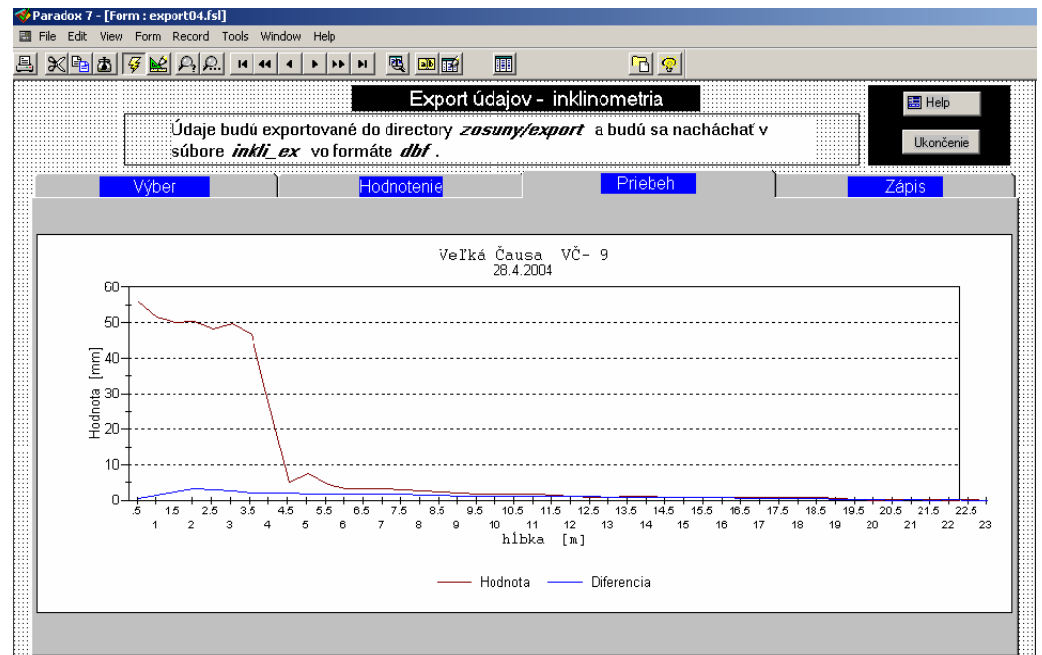 Paradox 7 - [Form : export04.fsl]
File Edit View Form Record Tools Window Help
Export údajov - inklinometria
Help
Údaje budú exportované do directory zosuny/export a budú sa nacháchať v
súbore inkli_ex vo formáte dbf .
Ukončenie
Výber Hodnotenie Priebeh Zápis
Veľká Čausa VČ- 9
28.4.2004
60
50
40
30
20
10
0
Hodnota [mm]
.5 1.5 2.5 3.5 4.5 5.5 6.5 7.5 8.5 9.5 10.5 11.5 12.5 13.5 14.5 15.5 16.5 17.5 18.5 19.5 20.5 21.5 22.5
1 2 3 4 5 6 7 8 9 10 11 12 13 14 15 16 17 18 19 20 21 22 23
hĺbka [m]
Hodnota Diferencia